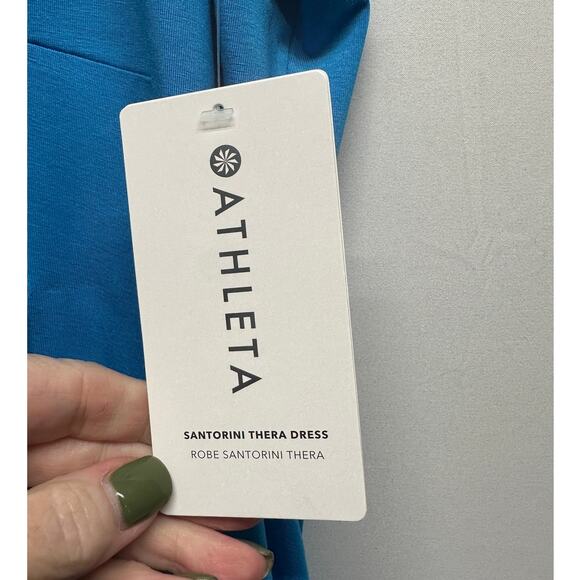 ATHLETA
SANTORINI THERA DRESS
ROBE SANTORINI THERA